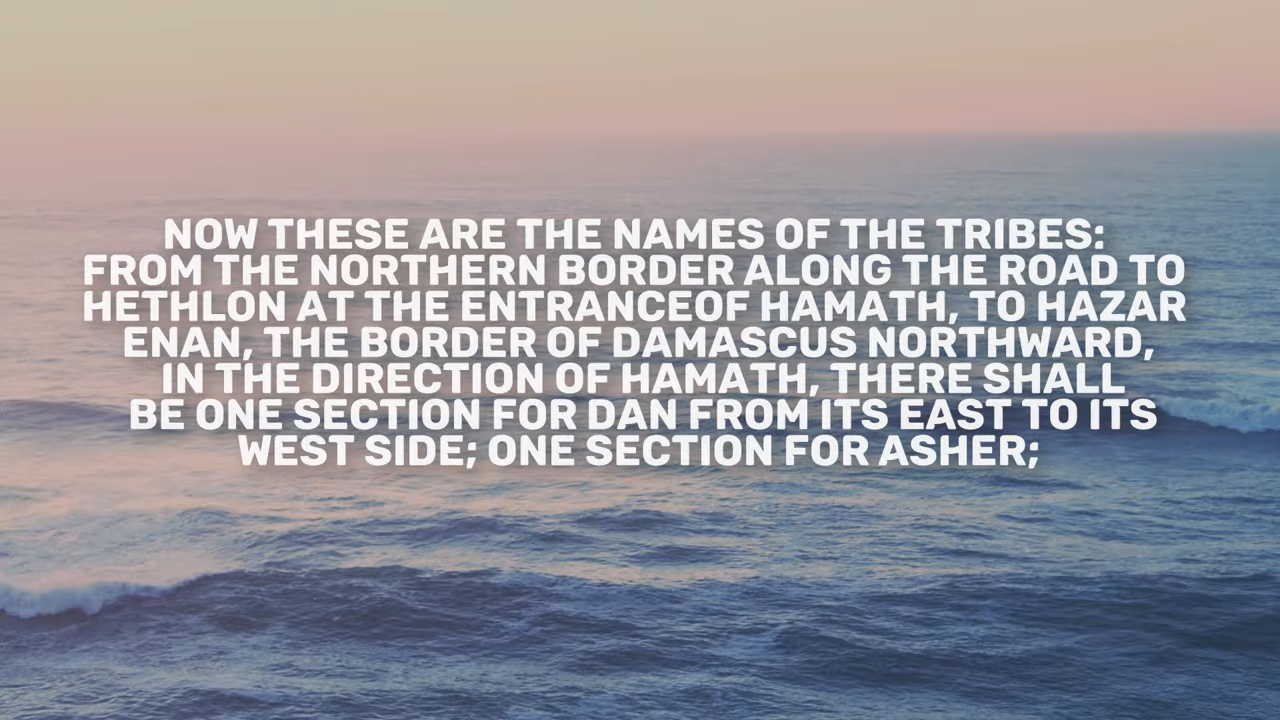 NOW THESE ARE THE NAMES OF THE TRIBES:
FROM THE NORTHERN BORDER ALONG THE ROAD TO
HETHLON AT THE ENTRANCEOF HAMATH, TO HAZAR
ENAN, THE BORDER OF DAMASCUS NORTHWARD,
IN THE DIRECTION OF HAMATH, THERE SHALL
BE ONE SECTION FOR DAN FROM ITS EAST TO ITS
WEST SIDE; ONE SECTION FOR ASHER;